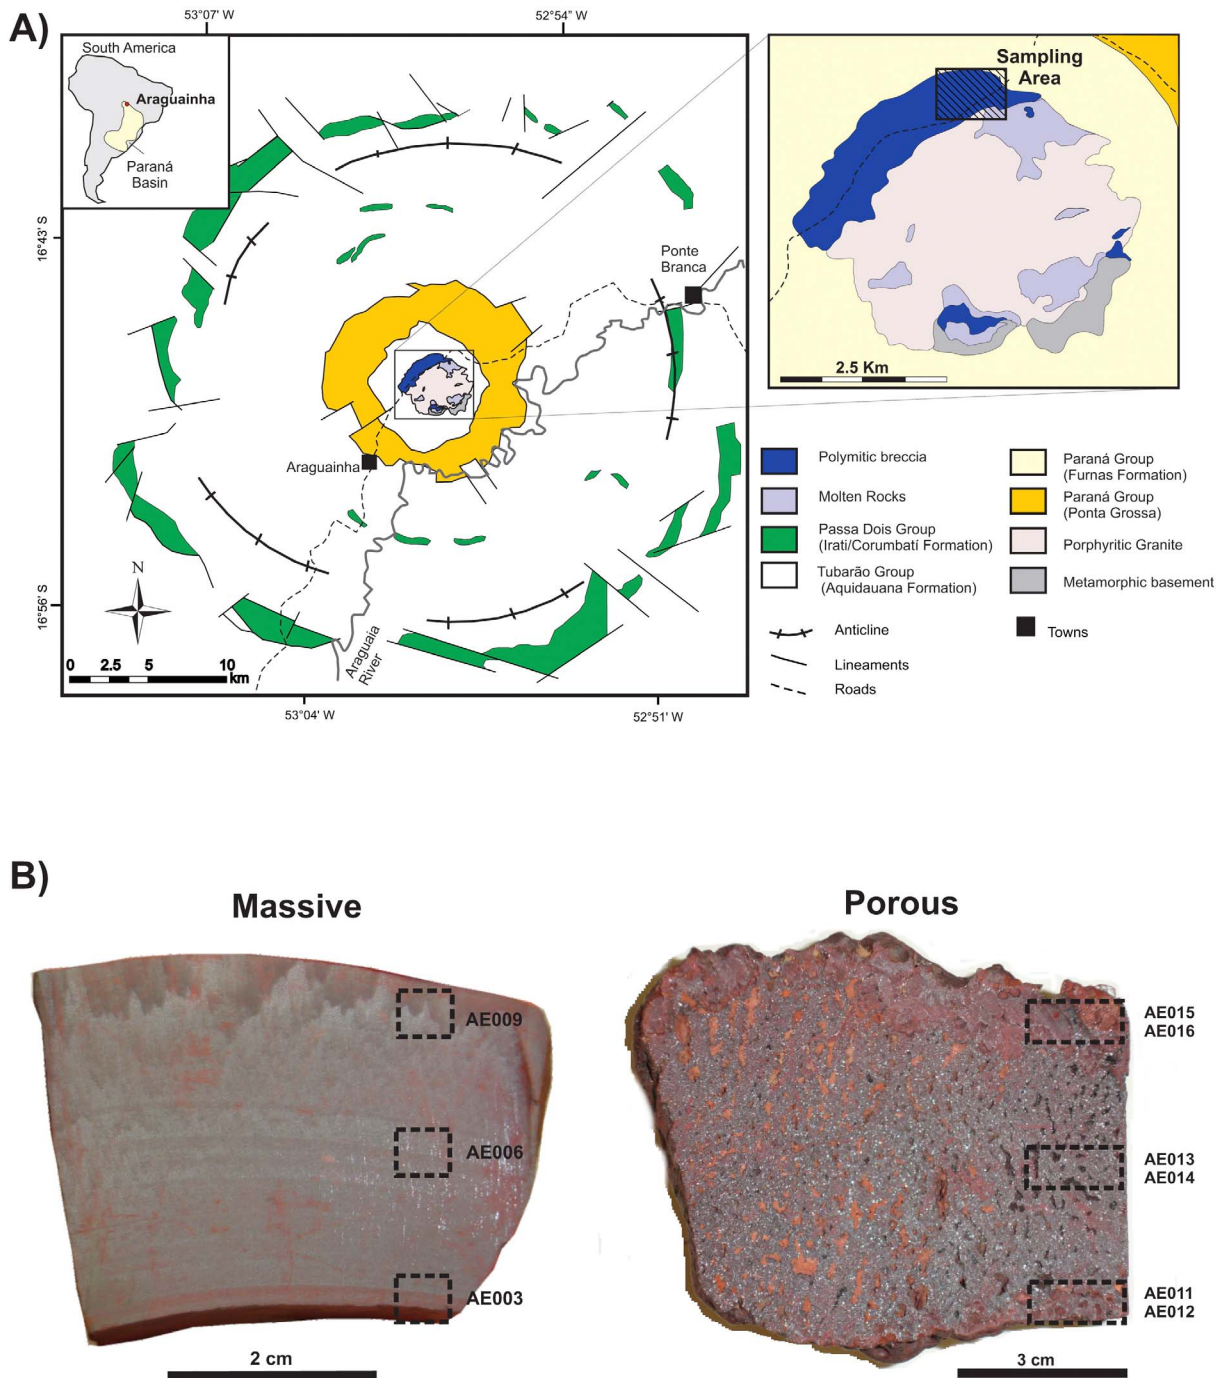 A)
53°07' W
52°54" W
South America
Araguainha
Paraná
Basin
16°43' S
16°56' S
Ponte
Branca
Araguainha
Araguaia
River
N
0 2.5 5 10
km
53°04' W
52°51' W
Sampling
Area
2.5 Km
Polymitic breccia
Molten Rocks
Passa Dois Group
(Irati/Corumbatí Formation)
Tubarão Group
(Aquidauana Formation)
Anticline
Lineaments
Roads
Paraná Group
(Furnas Formation)
Paraná Group
(Ponta Grossa)
Porphyritic Granite
Metamorphic basement
Towns
B)
Massive
AE009
AE006
AE003
2 cm
Porous
AE015
AE016
AE013
AE014
AE011
AE012
3 cm